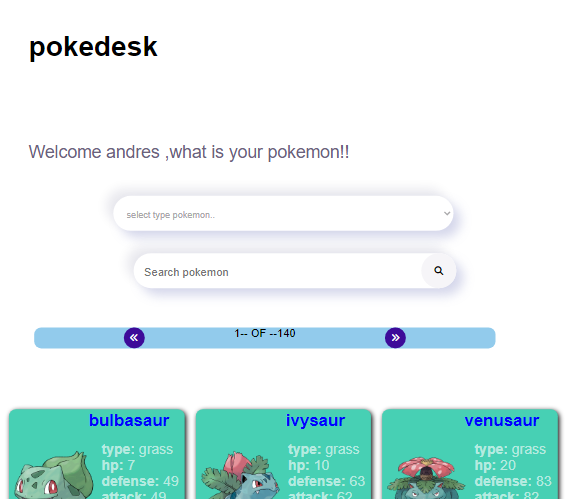 pokedesk
Welcome andres ,what is your pokemon!!
select type pokemon..
Search pokemon
1-- OF --140
bulbasaur
type: grass
hp: 7
defense: 49
attack: 49
ivysaur
type: grass
hp: 10
defense: 63
attack: 62
venusaur
type: grass
hp: 20
defense: 83
attack: 82